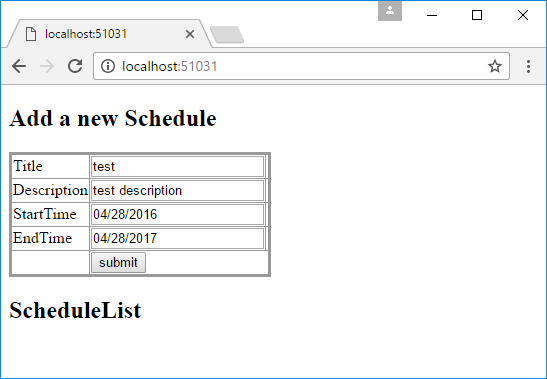 localhost:51031
localhost:51031
Add a new Schedule
Title test
Description test description
StartTime 04/28/2016
EndTime 04/28/2017
submit
ScheduleList